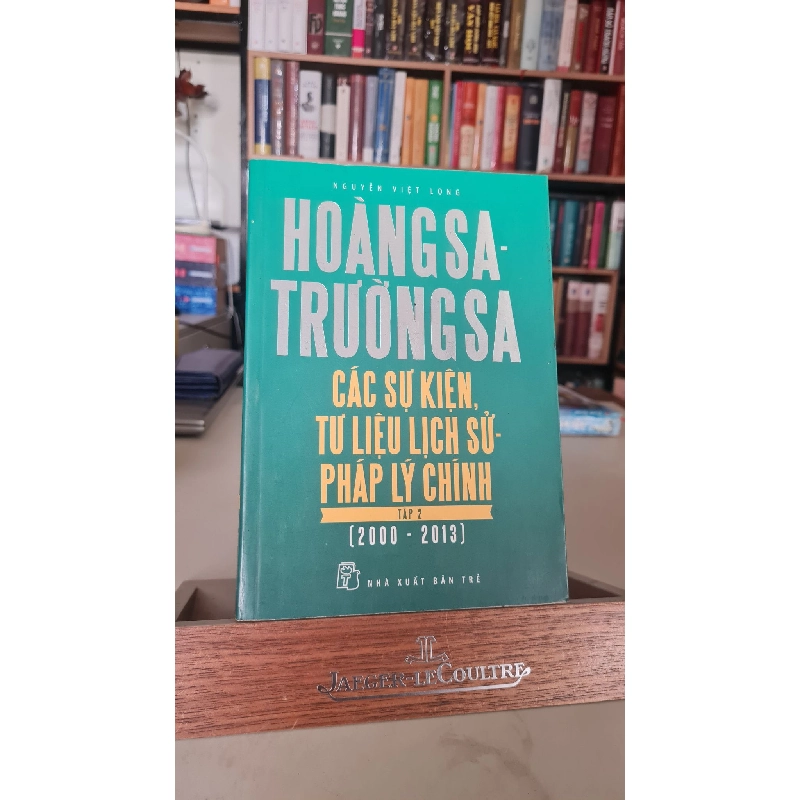 NGUYỄN VIỆT LONG
HOÀNG SA-
TRƯỜNG SA
CÁC SỰ KIỆN,
TƯ LIỆU LỊCH SỬ-
PHÁP LÝ CHÍNH
TẬP 2
(2000 - 2013)
NHÀ XUẤT BẢN TRẺ
JAEGER-LECOULTRE